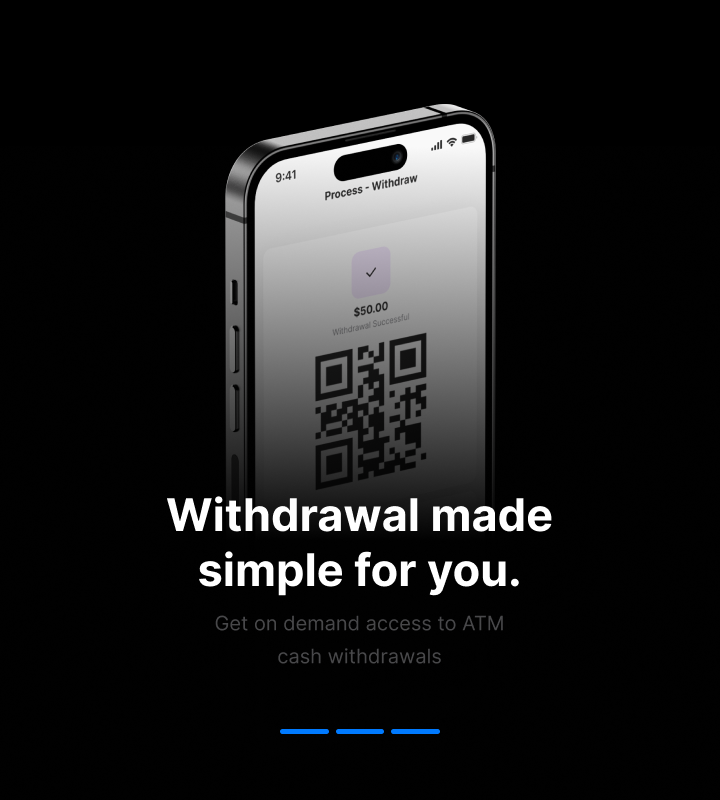 9:41
Process - Withdraw
$50.00
Withdrawal Successful
Withdrawal made
simple for you.
Get on demand access to ATM
cash withdrawals